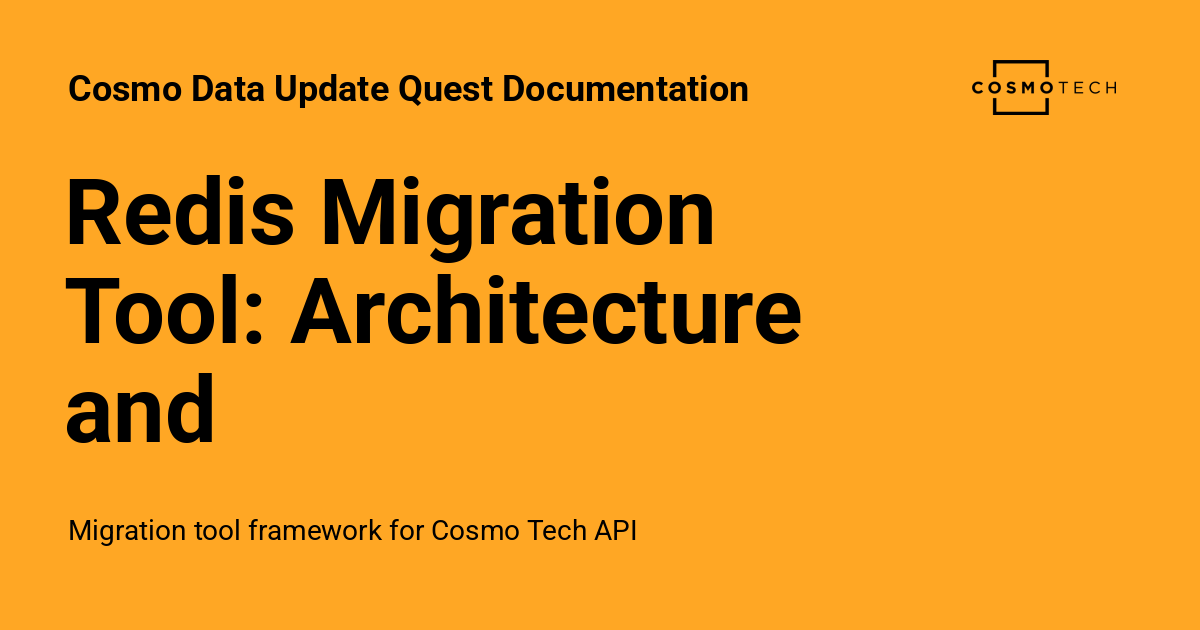 Cosmo Data Update Quest Documentation
COSMOTECH
Redis Migration
Tool: Architecture
and
Migration tool framework for Cosmo Tech API